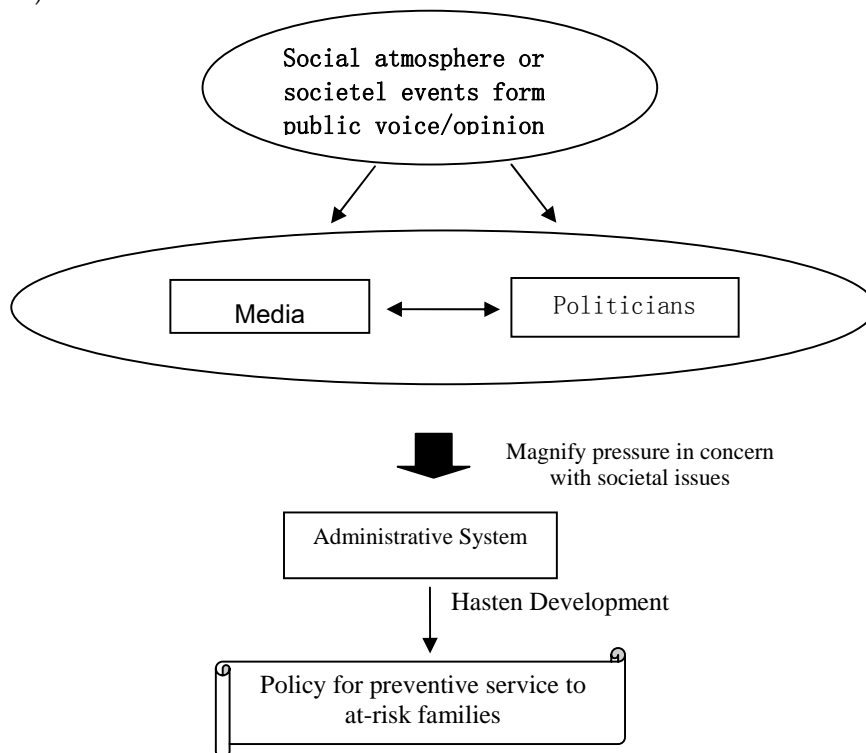 )
Social atmosphere or
societel events form
public voice/opinion
Media
Politicians
Magnify pressure in concern
with societal issues
Administrative System
Hasten Development
Policy for preventive service to
at-risk families